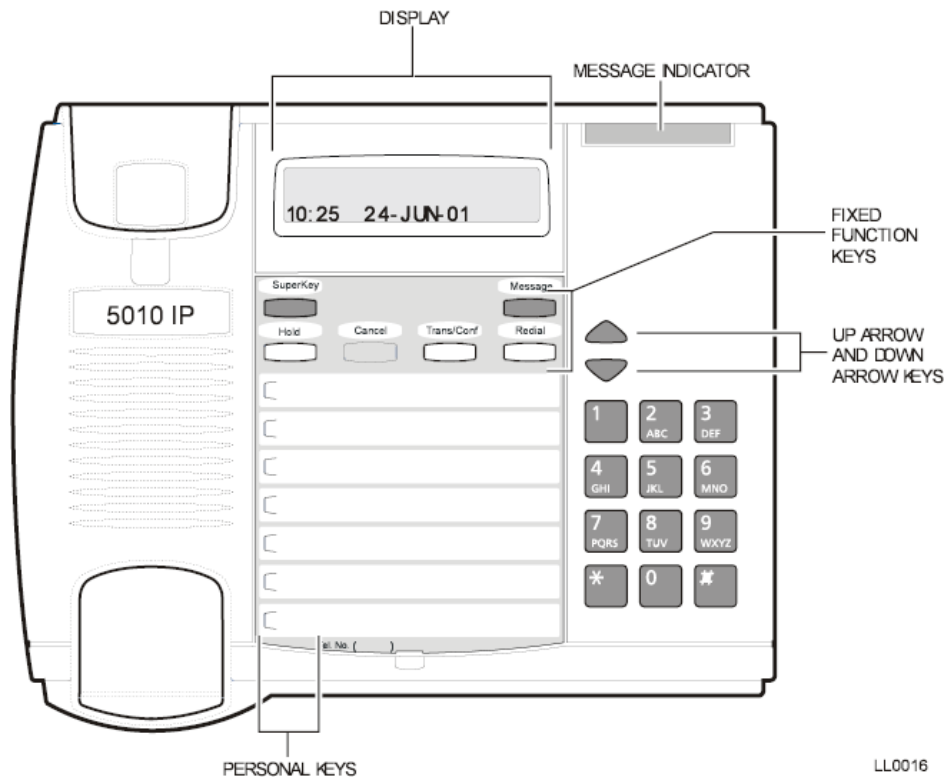 DISPLAY
MESSAGE INDICATOR
10:25 24-JUN-01
FIXED
FUNCTION
KEYS
SuperKey Message
5010 IP
Hold Cancel Trans/Conf Redial
UP ARROW
AND DOWN
ARROW KEYS
1 2 3
ABC DEF
4 5 6
GHI JKL MNO
7 8 9
PQRS TUV WXYZ
* 0 #
Tel. No. ( )
PERSONAL KEYS
LL0016